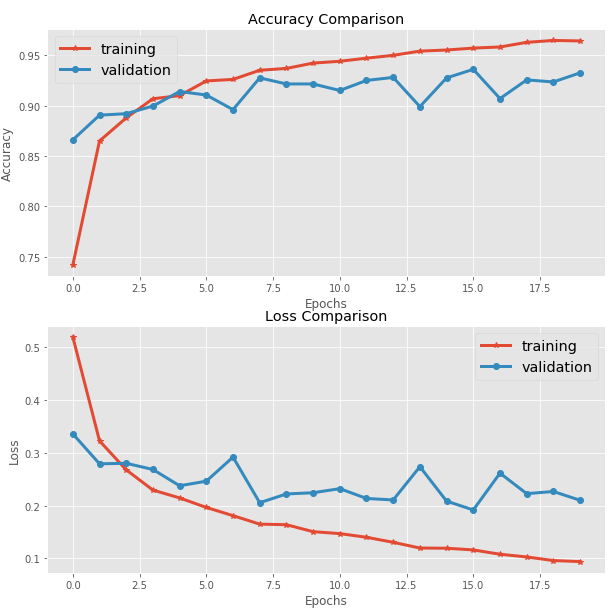 Accuracy Comparison
training
validation
0.95
0.90
0.85
0.80
0.75
Accuracy
0.0 2.5 5.0 7.5 10.0 12.5 15.0 17.5
Epochs
Loss Comparison
training
validation
0.5
0.4
0.3
0.2
0.1
Loss
0.0 2.5 5.0 7.5 10.0 12.5 15.0 17.5
Epochs